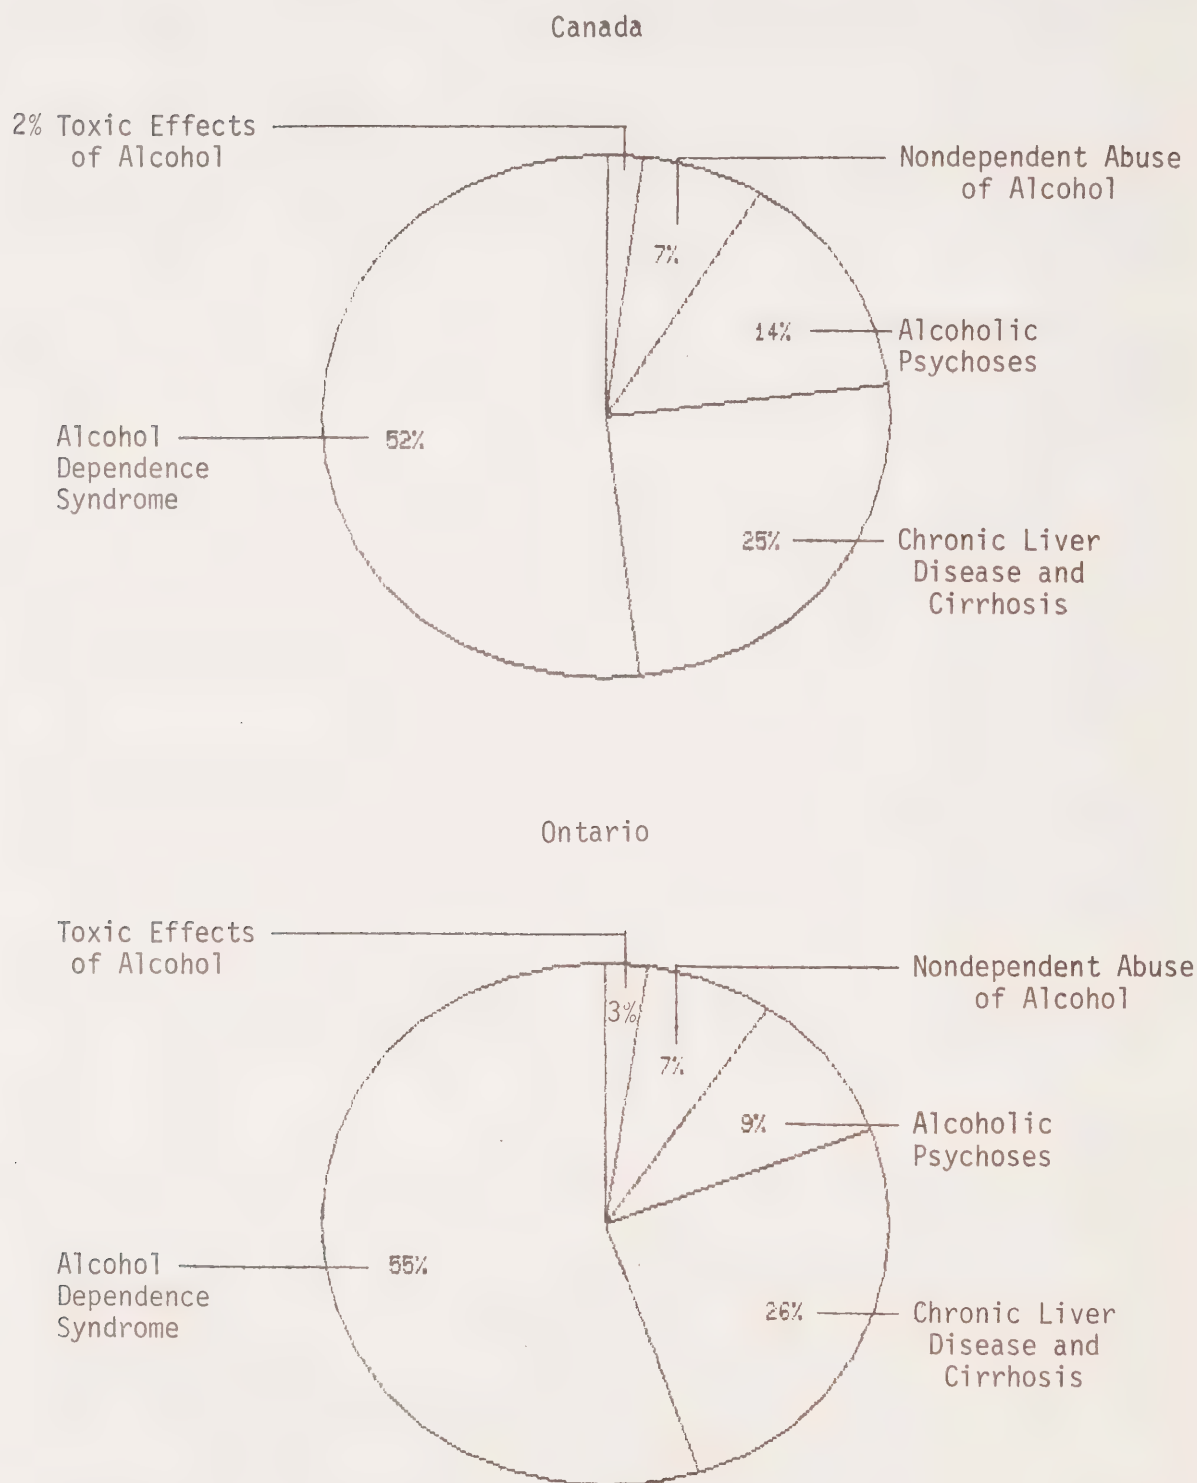 Canada
2% Toxic Effects
of Alcohol
Nondependent Abuse
of Alcohol
7%
14%
Alcoholic
Psychoses
Alcohol
Dependence
Syndrome
52%
25%
Chronic Liver
Disease and
Cirrhosis
Ontario
Toxic Effects
of Alcohol
Nondependent Abuse
of Alcohol
3%
7%
9%
Alcoholic
Psychoses
Alcohol
Dependence
Syndrome
55%
26%
Chronic Liver
Disease and
Cirrhosis